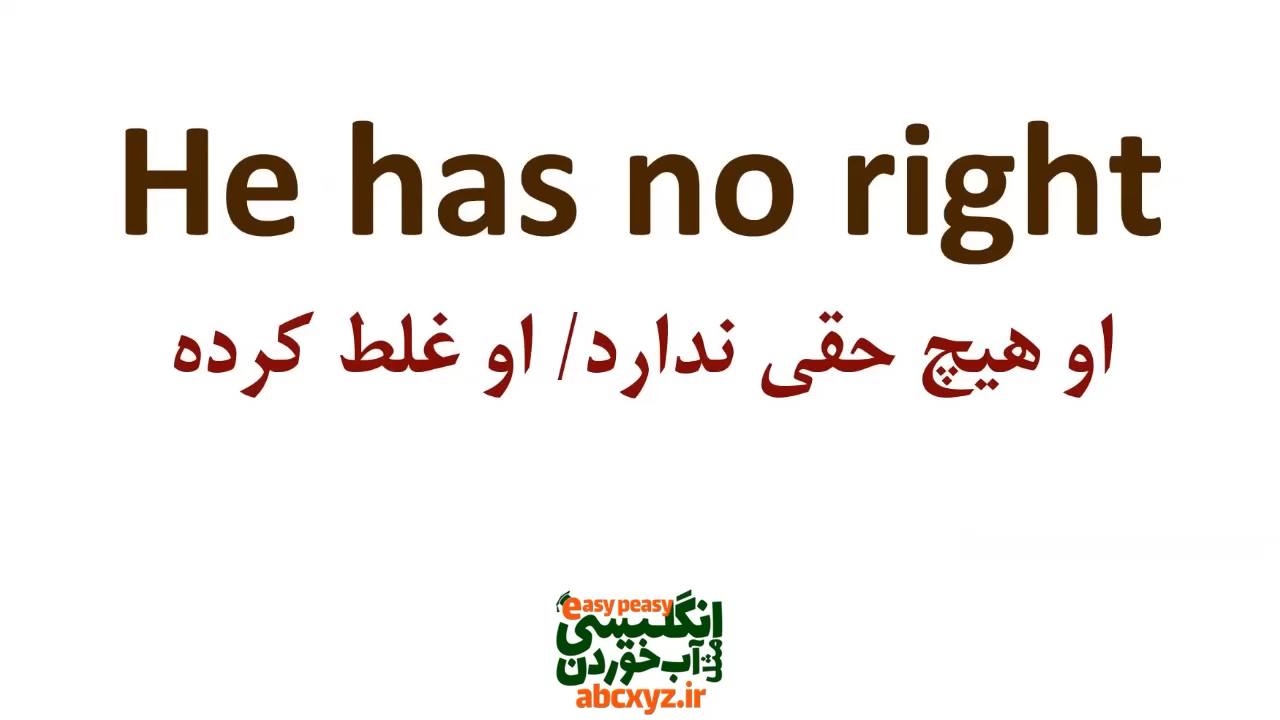 He has no right
او هیچ حقی ندارد/ او غلط کرده
easy peasy
انگلیسی
مثل آب خوردن
abcxyz.ir